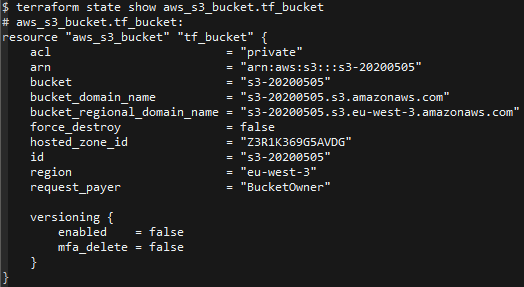 $ terraform state show aws_s3_bucket.tf_bucket
# aws_s3_bucket.tf_bucket:
resource "aws_s3_bucket" "tf_bucket" {
    acl                         = "private"
    arn                         = "arn:aws:s3:::s3-20200505"
    bucket                      = "s3-20200505"
    bucket_domain_name          = "s3-20200505.s3.amazonaws.com"
    bucket_regional_domain_name = "s3-20200505.s3.eu-west-3.amazonaws.com"
    force_destroy               = false
    hosted_zone_id              = "Z3R1K369G5AVDG"
    id                          = "s3-20200505"
    region                      = "eu-west-3"
    request_payer               = "BucketOwner"

    versioning {
        enabled    = false
        mfa_delete = false
    }
}